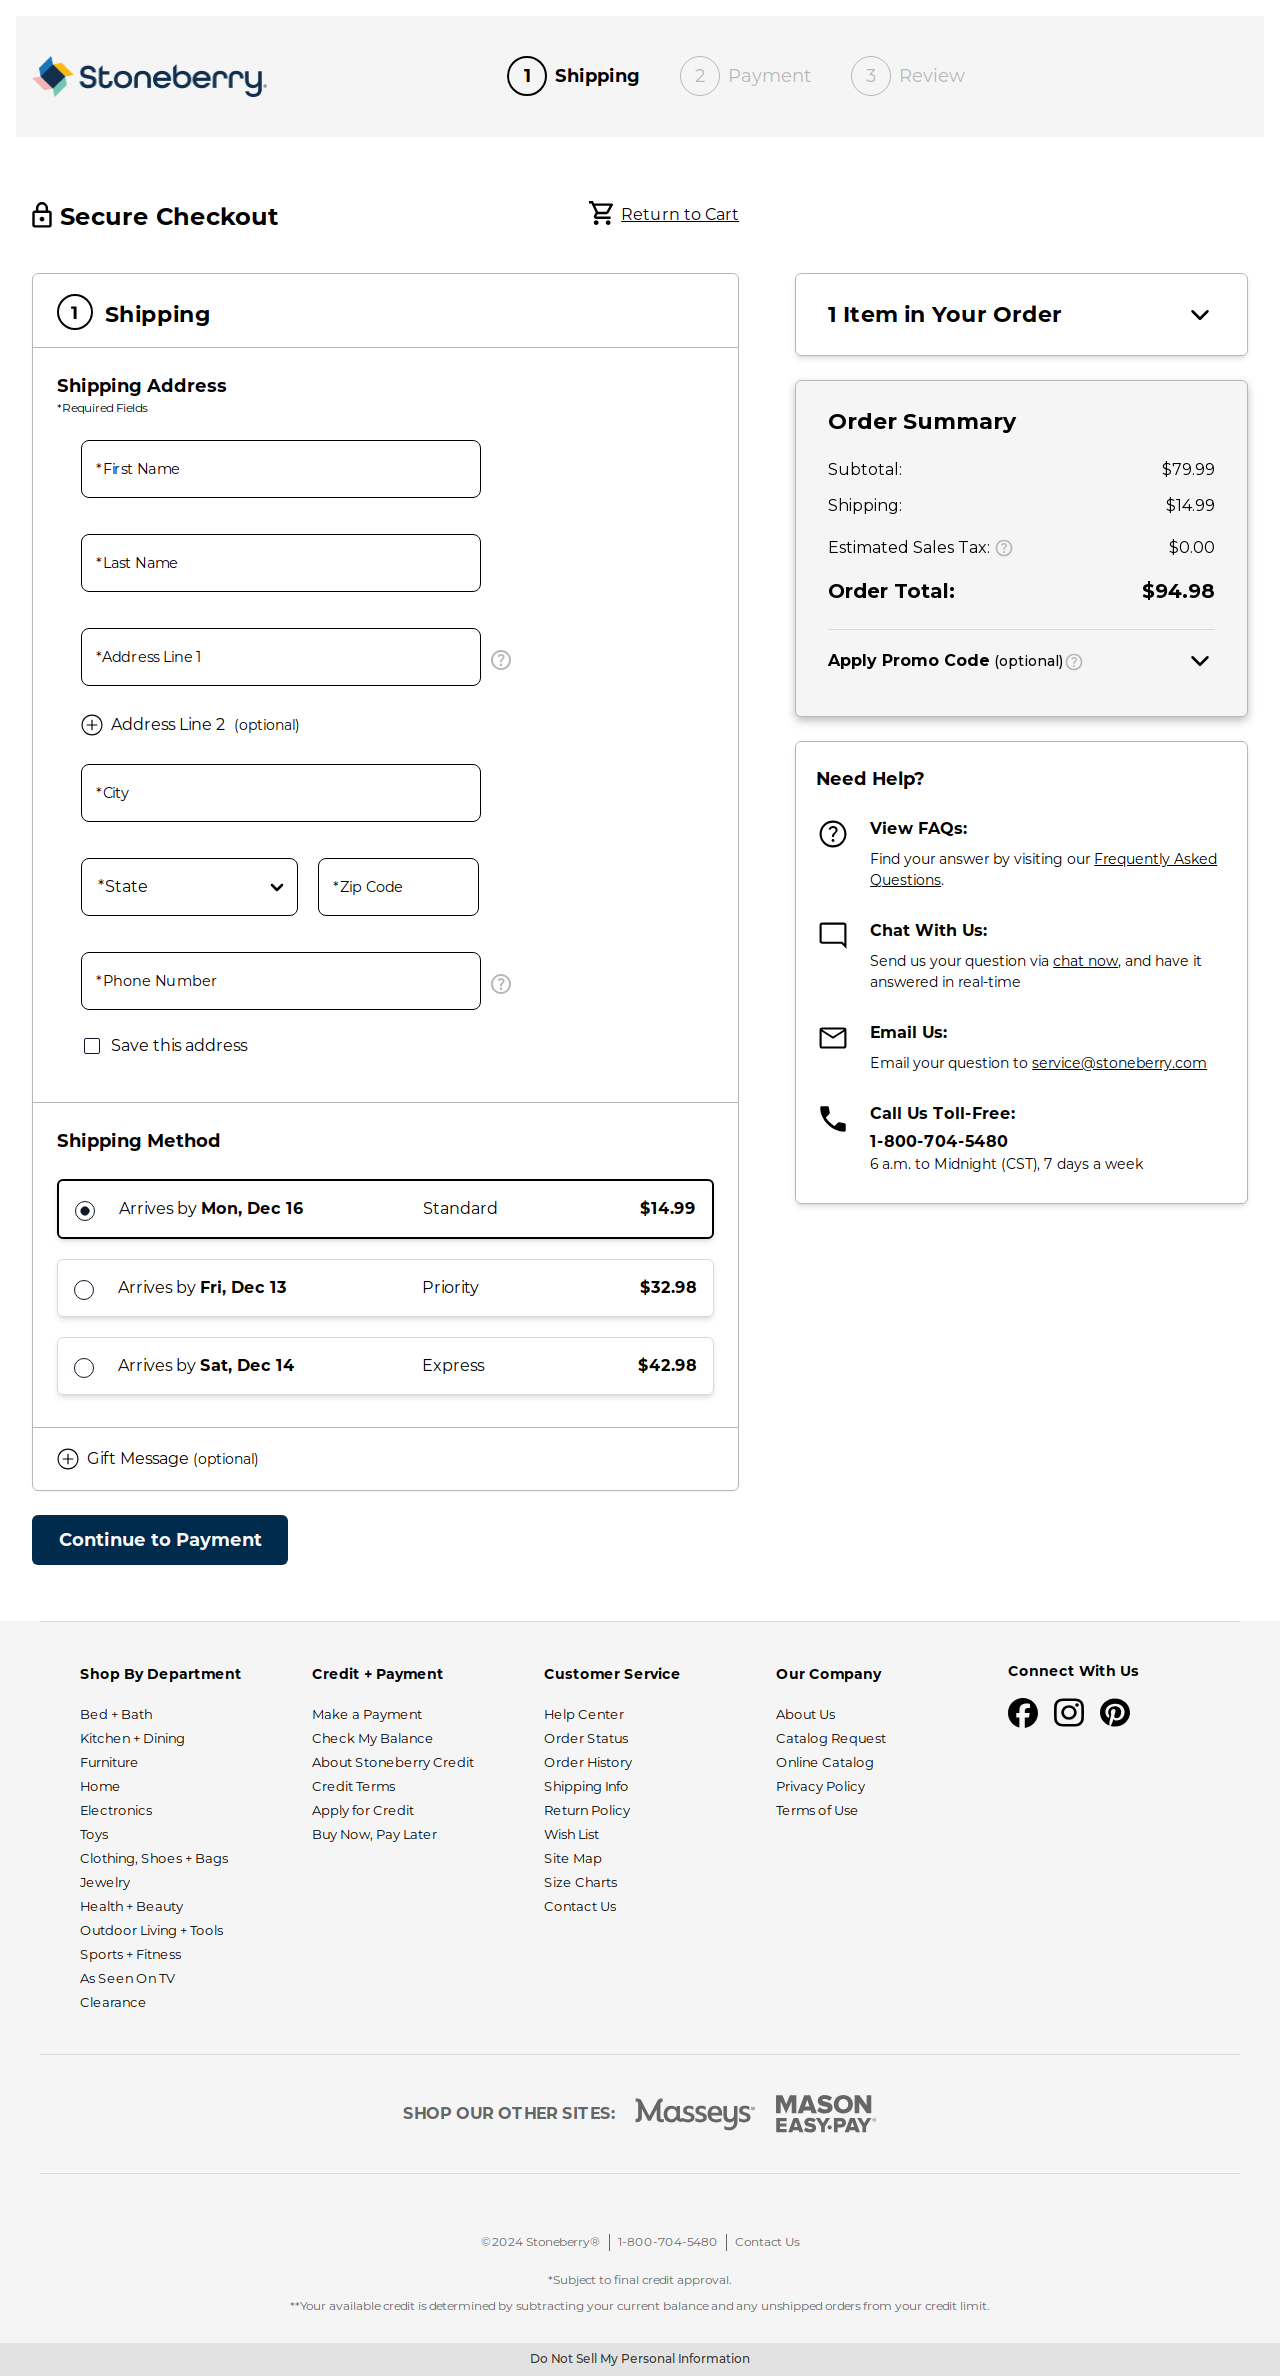 Stoneberry.
1 Shipping 2 Payment 3 Review
Secure Checkout
Return to Cart
1 Shipping
Shipping Address
*Required Fields
*First Name
*Last Name
*Address Line 1
?
Address Line 2 (optional)
*City
*State
*Zip Code
*Phone Number
?
Save this address
Shipping Method
Arrives by Mon, Dec 16 Standard $14.99
Arrives by Fri, Dec 13 Priority $32.98
Arrives by Sat, Dec 14 Express $42.98
Gift Message (optional)
Continue to Payment
1 Item in Your Order
Order Summary
Subtotal: $79.99
Shipping: $14.99
Estimated Sales Tax: ? $0.00
Order Total: $94.98
Apply Promo Code (optional) ?
Need Help?
?
View FAQs:
Find your answer by visiting our Frequently Asked
Questions.
Chat With Us:
Send us your question via chat now, and have it
answered in real-time
Email Us:
Email your question to service@stoneberry.com
Call Us Toll-Free:
1-800-704-5480
6 a.m. to Midnight (CST), 7 days a week
Shop By Department
Bed + Bath
Kitchen + Dining
Furniture
Home
Electronics
Toys
Clothing, Shoes + Bags
Jewelry
Health + Beauty
Outdoor Living + Tools
Sports + Fitness
As Seen On TV
Clearance
Credit + Payment
Make a Payment
Check My Balance
About Stoneberry Credit
Credit Terms
Apply for Credit
Buy Now, Pay Later
Customer Service
Help Center
Order Status
Order History
Shipping Info
Return Policy
Wish List
Site Map
Size Charts
Contact Us
Our Company
About Us
Catalog Request
Online Catalog
Privacy Policy
Terms of Use
Connect With Us
SHOP OUR OTHER SITES:
Masseys®
MASON
EASY•PAY®
©2024 Stoneberry® | 1-800-704-5480 | Contact Us
*Subject to final credit approval.
**Your available credit is determined by subtracting your current balance and any unshipped orders from your credit limit.
Do Not Sell My Personal Information